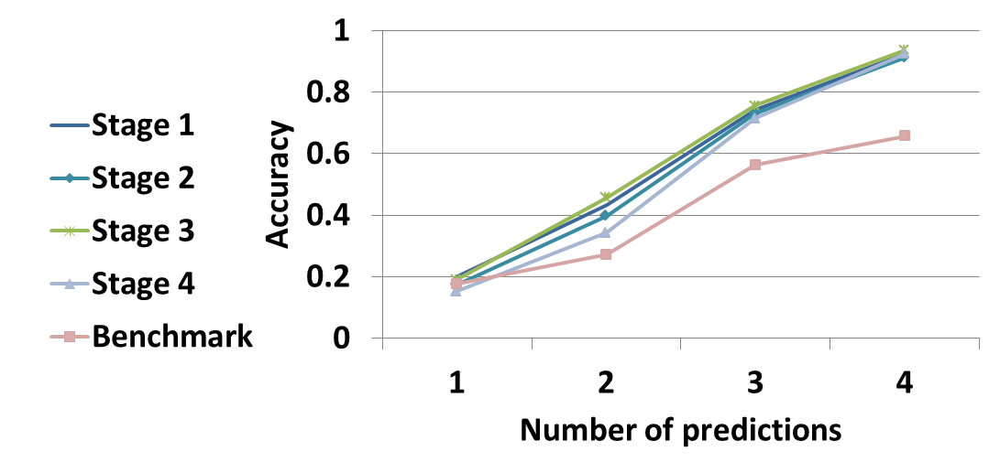 Stage 1
Stage 2
Stage 3
Stage 4
Benchmark
Accuracy
1
0.8
0.6
0.4
0.2
0
1 2 3 4
Number of predictions